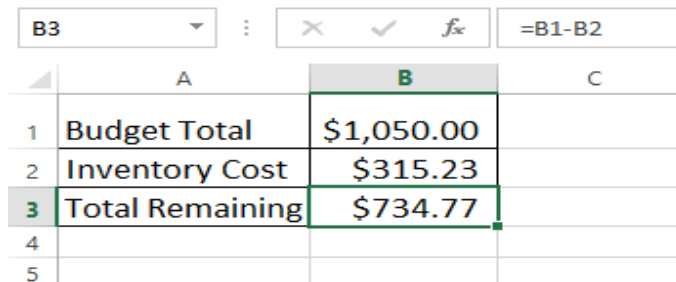 B3 fx =B1-B2
A B C
1 Budget Total $1,050.00
2 Inventory Cost $315.23
3 Total Remaining $734.77
4
5